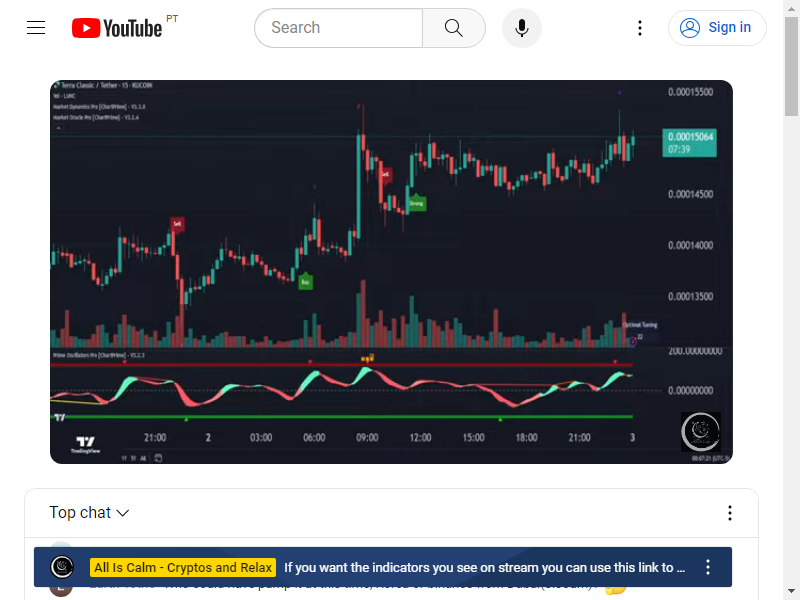 YouTube PT
Search
Sign in
Terra Classic / Tether · 15 · KUCOIN
Vol · LUNC
Market Dynamics Pro [ChartPrime] - V3.2.8
Market Oracle Pro [ChartPrime] - V3.2.4
0.00015500
0.00015064
07:39
Sell
Strong
0.00014500
Sell
0.00014000
Buy
0.00013500
Optimal Tuning
22
Prime Oscillators Pro [ChartPrime] - V3.2.3
200.00000000
0.00000000
21:00
2
03:00
06:00
09:00
12:00
15:00
18:00
21:00
3
TradingView
1Y 5Y All
Top chat
All Is Calm - Cryptos and Relax
If you want the indicators you see on stream you can use this link to ...